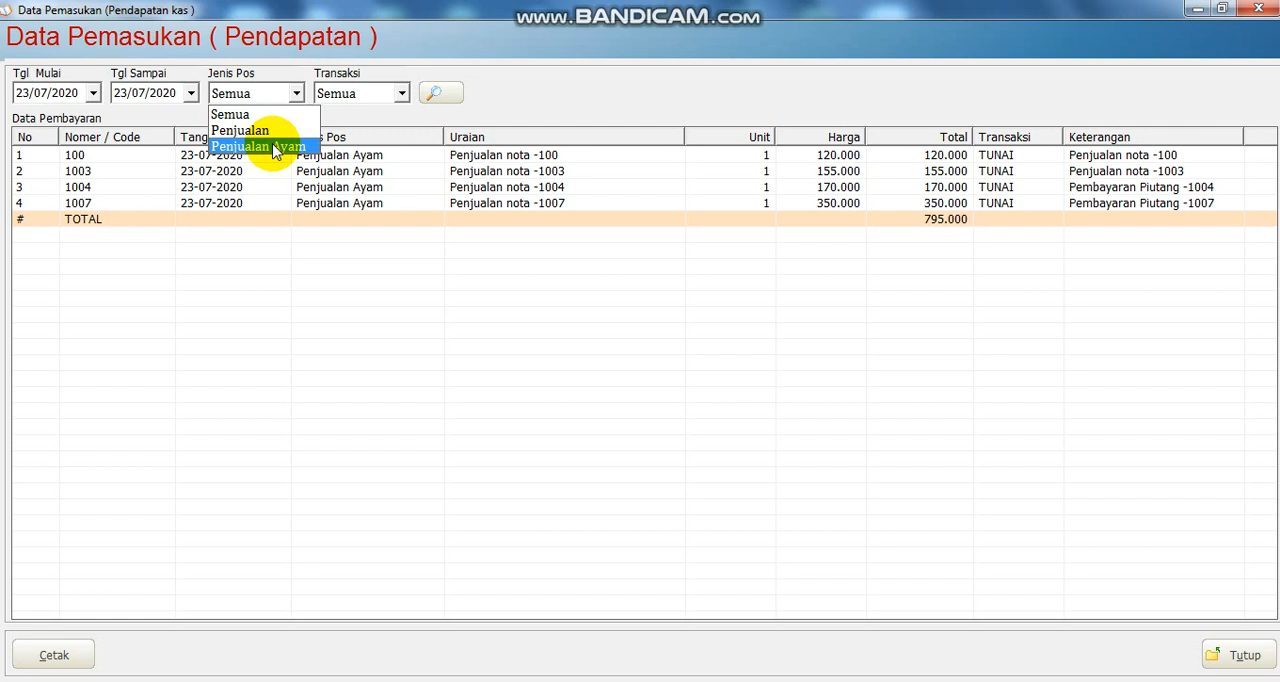 Data Pemasukan (Pendapatan kas )
www.BANDICAM.com
Data Pemasukan ( Pendapatan )
Tgl Mulai Tgl Sampai Jenis Pos Transaksi
23/07/2020 23/07/2020 Semua Semua
Semua
Penjualan
Penjualan Ayam
Data Pembayaran
No Nomer / Code Tang s Pos Uraian Unit Harga Total Transaksi Keterangan
1 100 23-07-2020 Penjualan Ayam Penjualan nota -100 1 120.000 120.000 TUNAI Penjualan nota -100
2 1003 23-07-2020 Penjualan Ayam Penjualan nota -1003 1 155.000 155.000 TUNAI Penjualan nota -1003
3 1004 23-07-2020 Penjualan Ayam Penjualan nota -1004 1 170.000 170.000 TUNAI Pembayaran Piutang -1004
4 1007 23-07-2020 Penjualan Ayam Penjualan nota -1007 1 350.000 350.000 TUNAI Pembayaran Piutang -1007
# TOTAL 795.000
Cetak Tutup